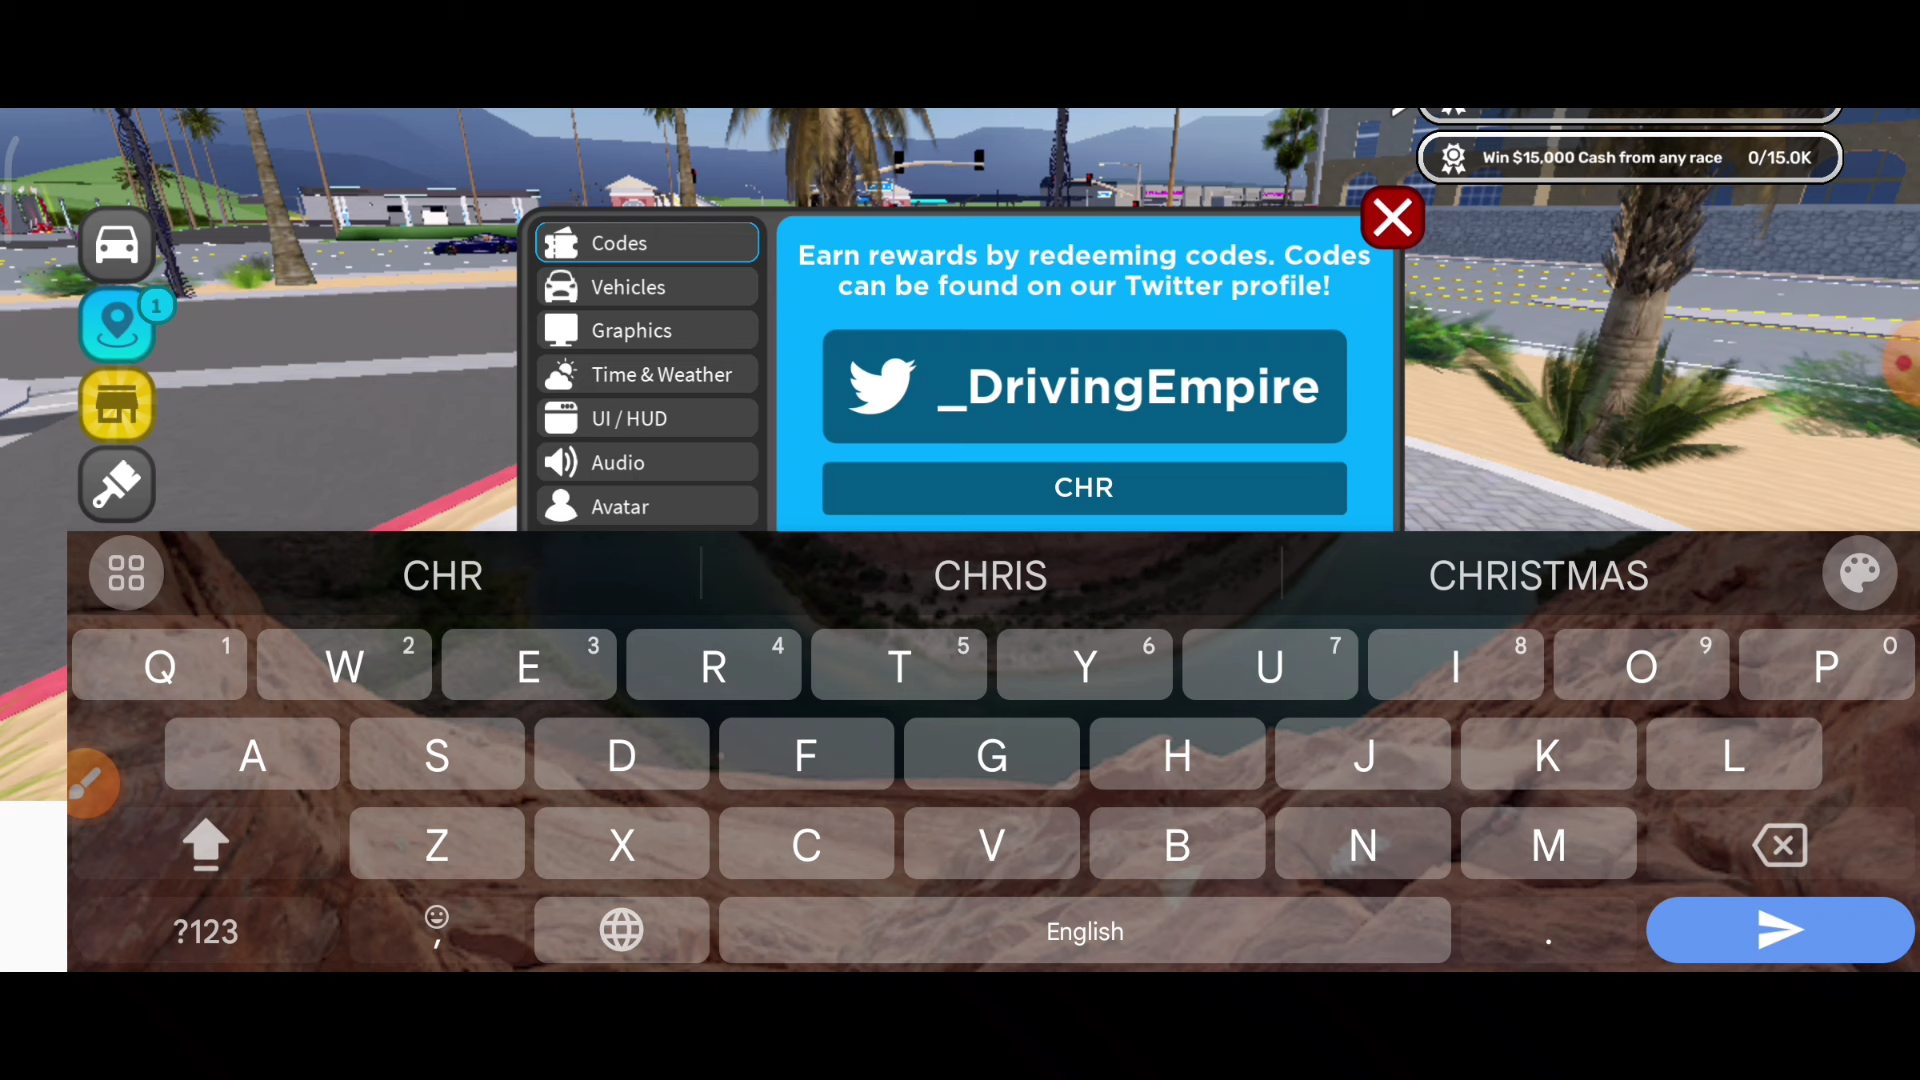 Win $15,000 Cash from any race 0/15.0K
1
Codes
Vehicles
Graphics
Time & Weather
UI / HUD
Audio
Avatar
Earn rewards by redeeming codes. Codes
can be found on our Twitter profile!
_DrivingEmpire
CHR
CHR CHRIS CHRISTMAS
Q 1 W 2 E 3 R 4 T 5 Y 6 U 7 I 8 O 9 P 0
A S D F G H J K L
Z X C V B N M
?123 , English .